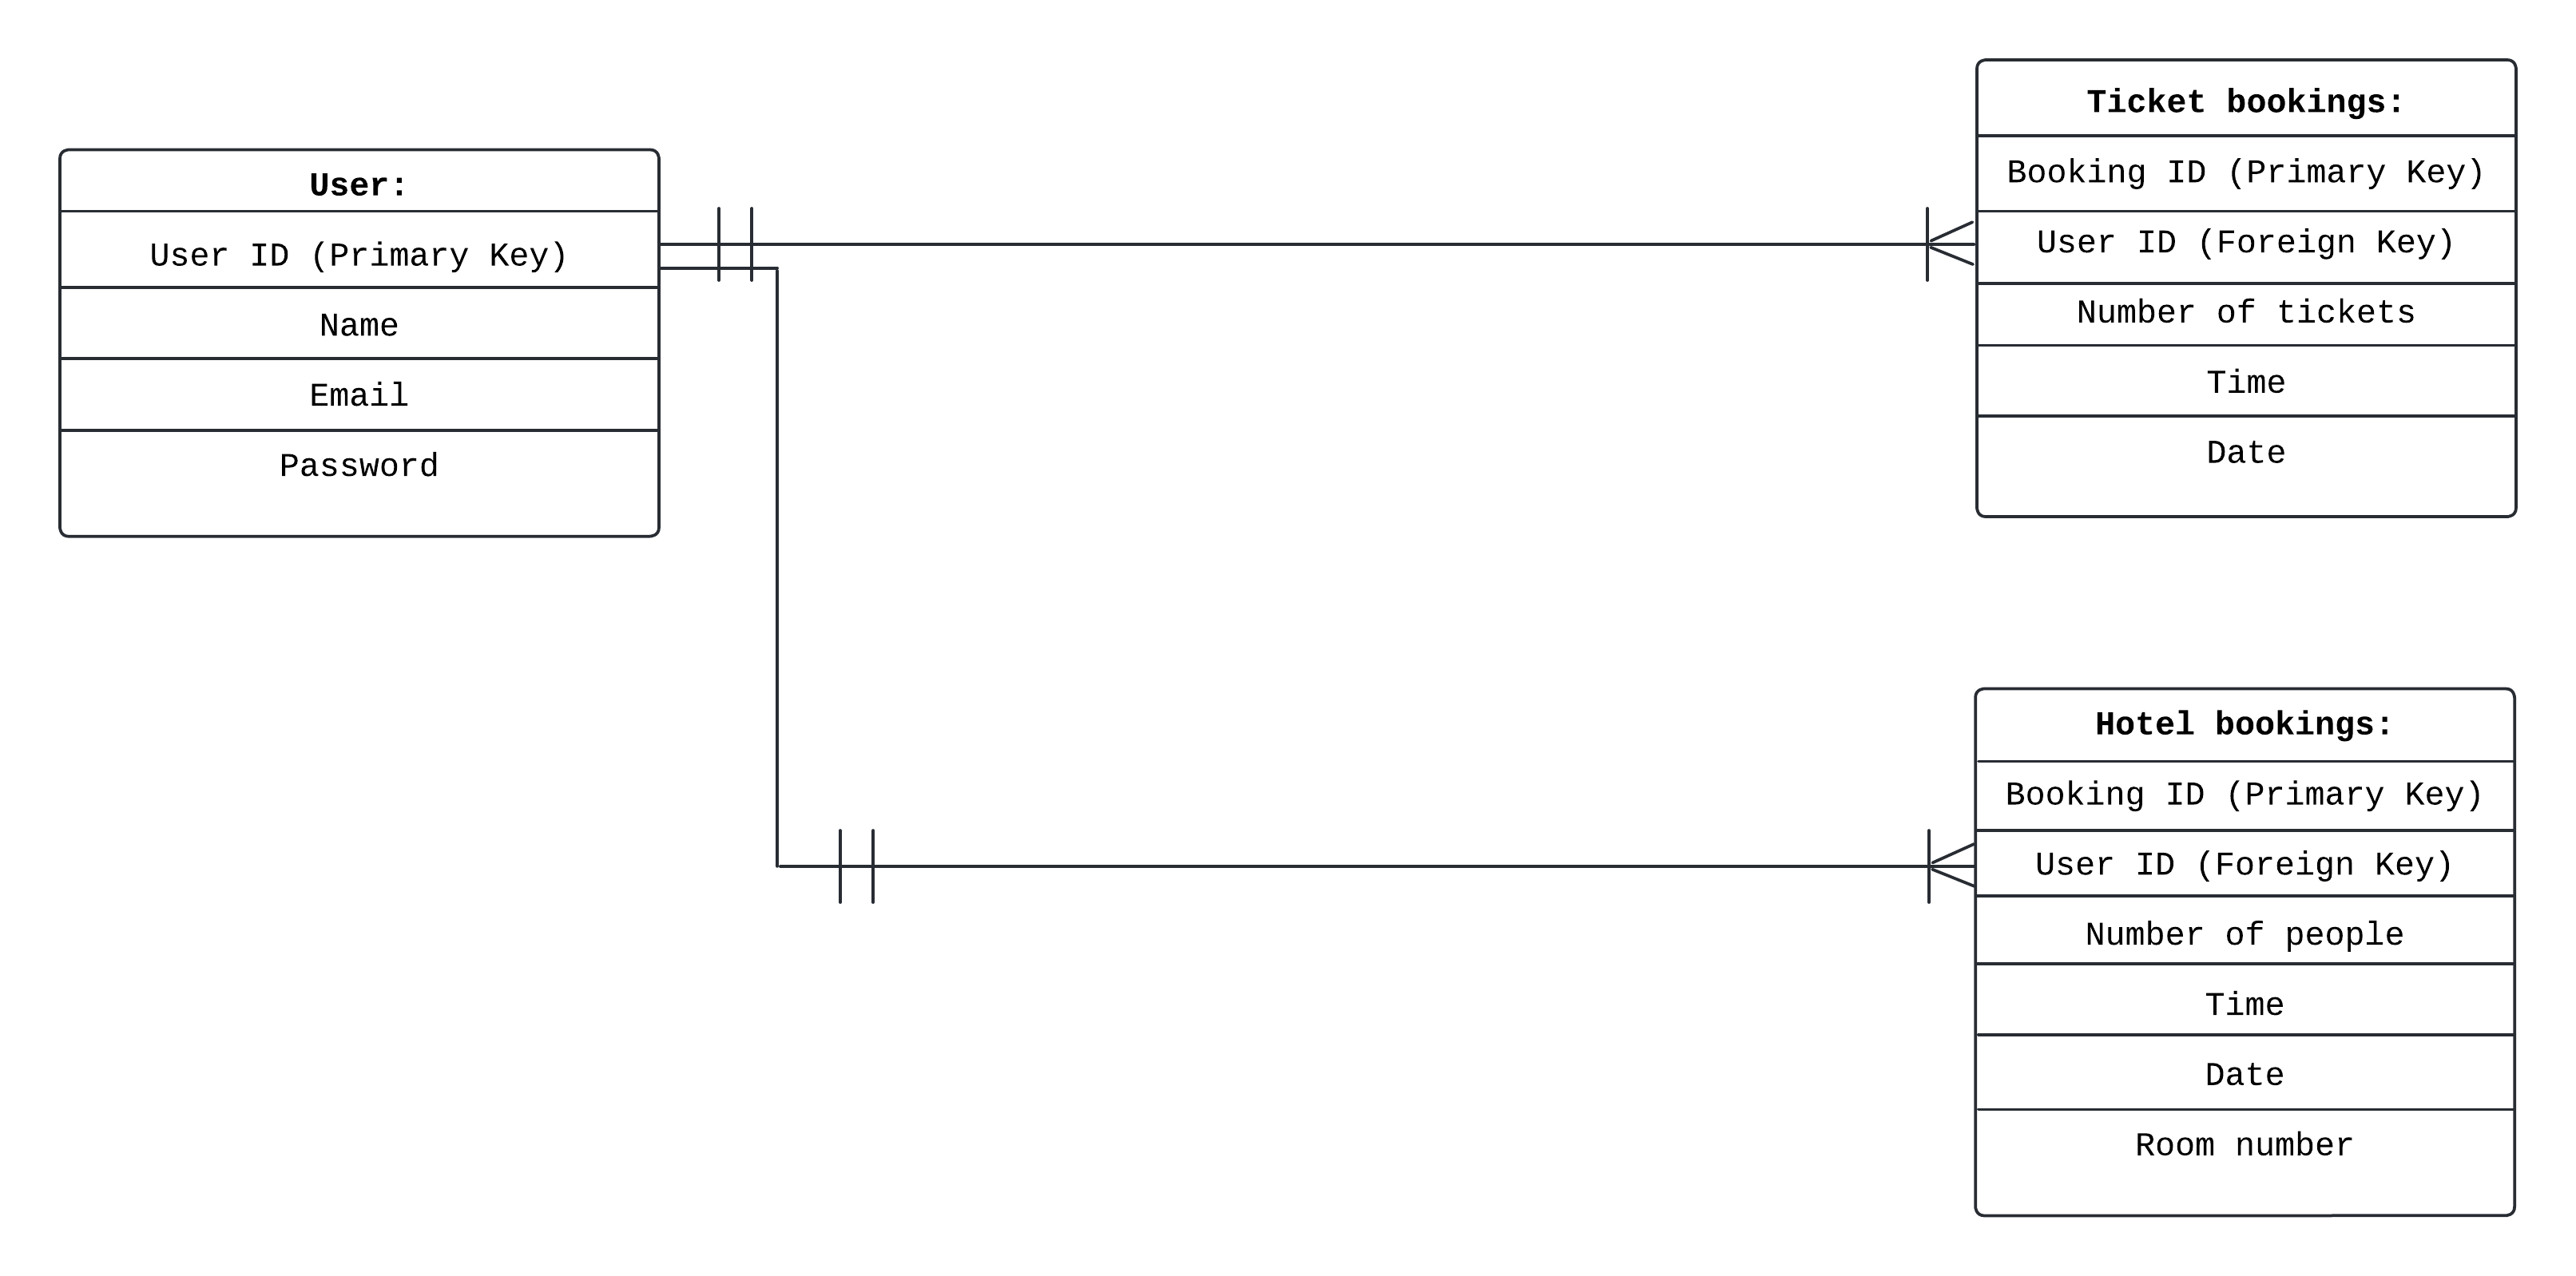 User:
User ID (Primary Key)
Name
Email
Password
Ticket bookings:
Booking ID (Primary Key)
User ID (Foreign Key)
Number of tickets
Time
Date
Hotel bookings:
Booking ID (Primary Key)
User ID (Foreign Key)
Number of people
Time
Date
Room number